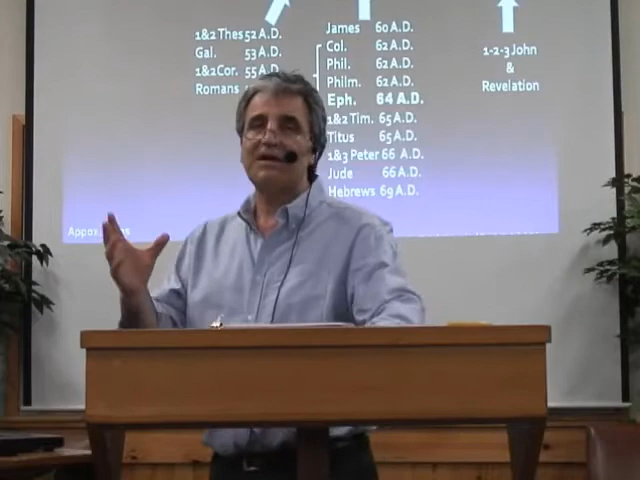 1&2 Thes 52 A.D.
Gal. 53 A.D.
1&2 Cor. 55 A.D.
Romans
James 60 A.D.
Col. 62 A.D.
Phil. 62 A.D.
Philm. 62 A.D.
Eph. 64 A.D.
1&2 Tim. 65 A.D.
Titus 65 A.D.
1&3 Peter 66 A.D.
Jude 66 A.D.
Hebrews 69 A.D.
1-2-3 John
&
Revelation